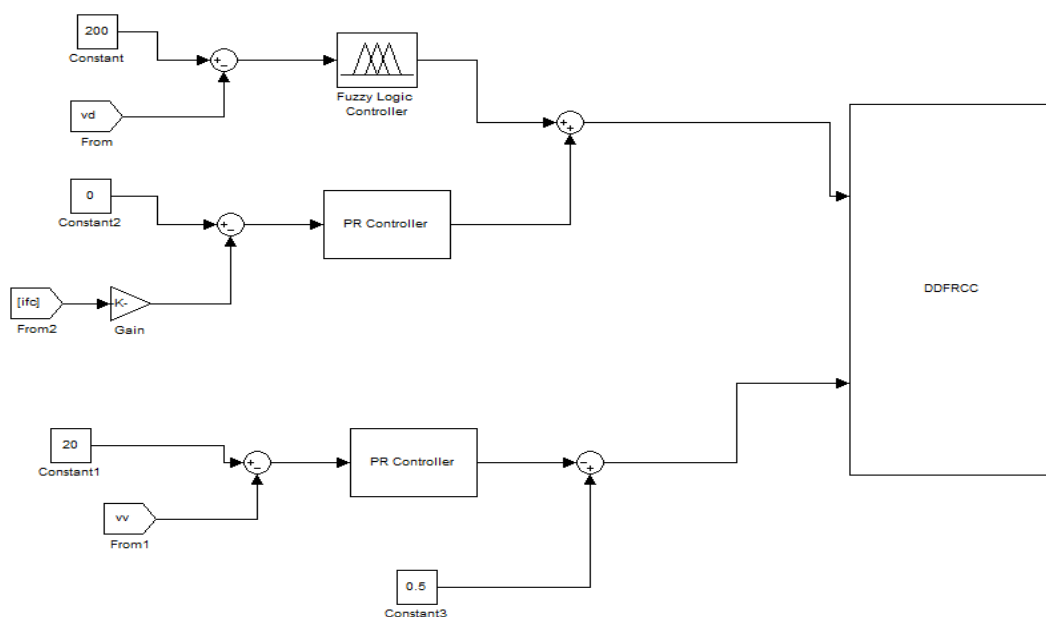 200
Constant
+
−
Fuzzy Logic
Controller
vd
From
+
+
0
Constant2
+
−
PR Controller
[ifc]
From2
-K-
Gain
DDFRCC
20
Constant1
+
−
PR Controller
−
+
vv
From1
0.5
Constant3